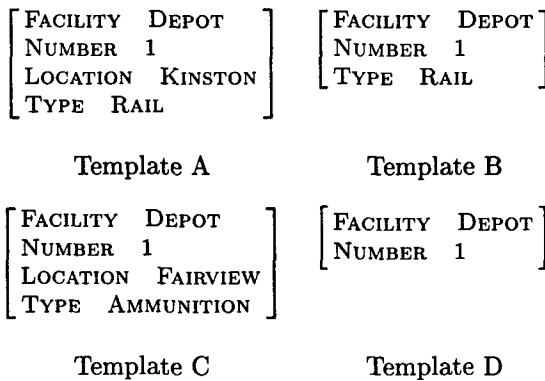 FACILITY DEPOT
NUMBER 1
LOCATION KINSTON
TYPE RAIL
Template A
FACILITY DEPOT
NUMBER 1
TYPE RAIL
Template B
FACILITY DEPOT
NUMBER 1
LOCATION FAIRVIEW
TYPE AMMUNITION
Template C
FACILITY DEPOT
NUMBER 1
Template D